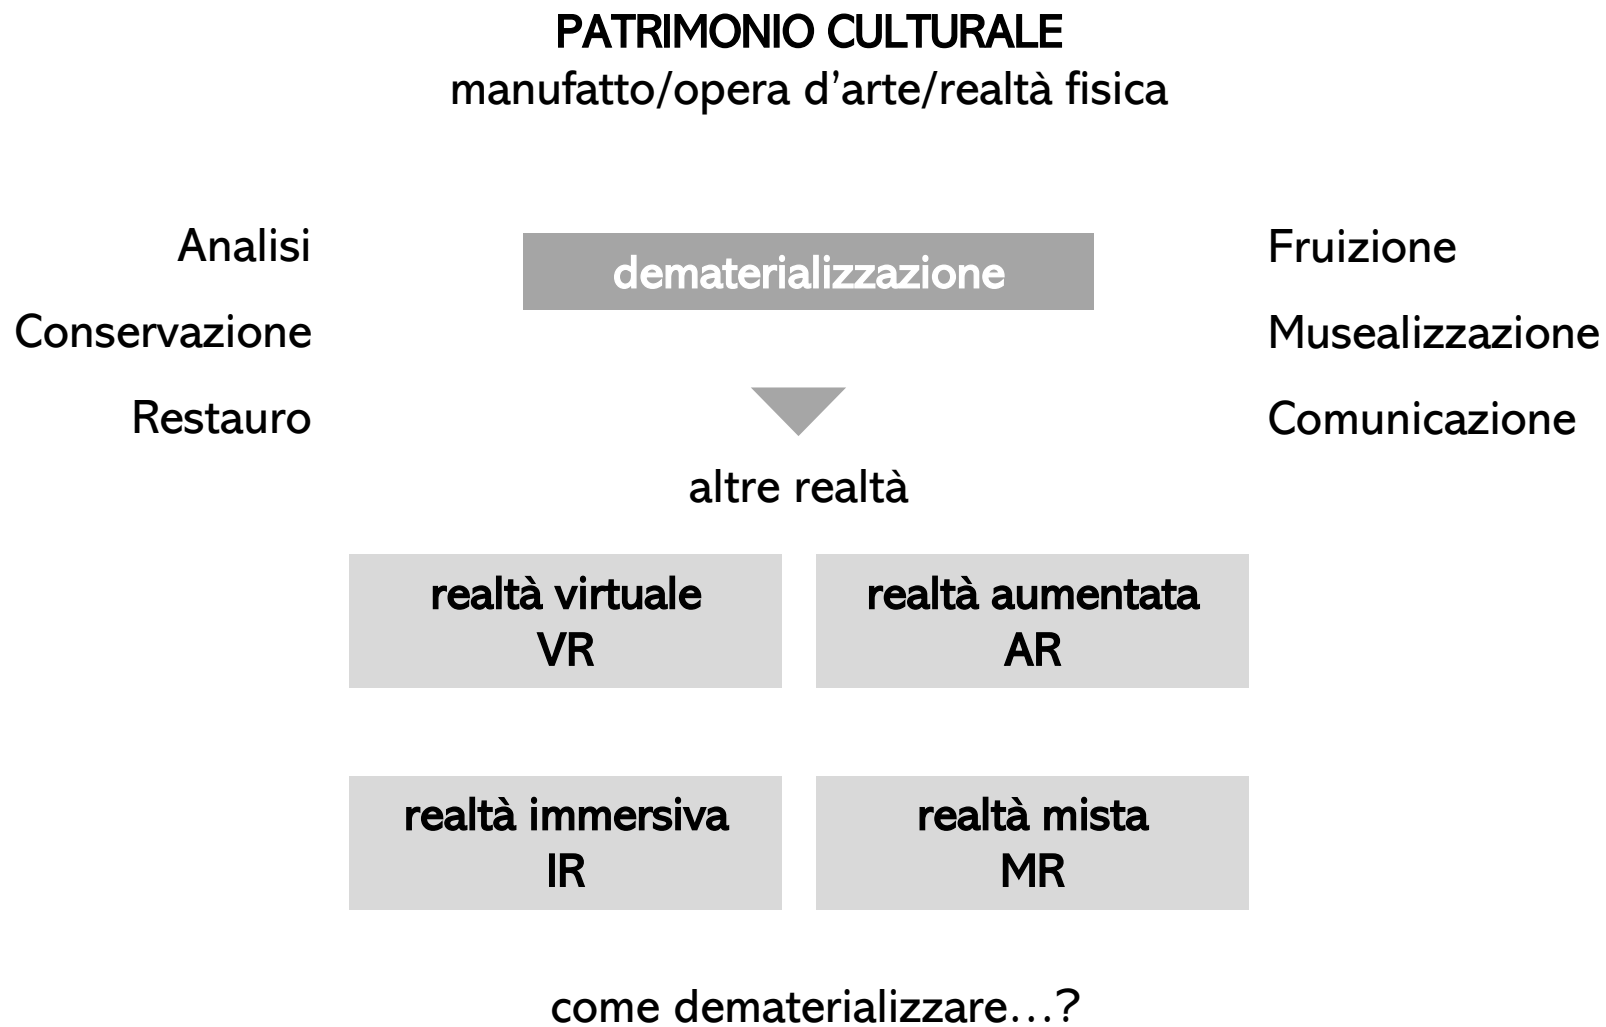 PATRIMONIO CULTURALE
manufatto/opera d’arte/realtà fisica
Analisi
Conservazione
Restauro
dematerializzazione
Fruizione
Musealizzazione
Comunicazione
altre realtà
realtà virtuale
VR
realtà aumentata
AR
realtà immersiva
IR
realtà mista
MR
come dematerializzare…?